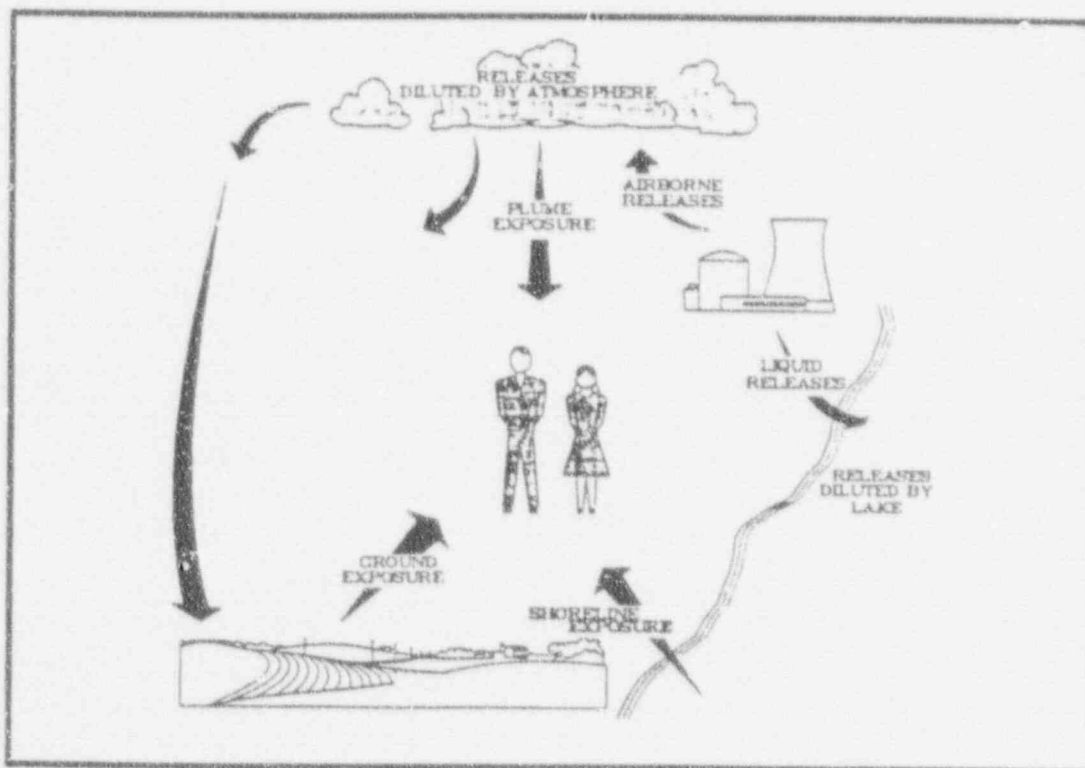 RELEASES
DILUTED BY ATMOSPHERE
AIRBORNE
RELEASES
PLUME
EXPOSURE
LIQUID
RELEASES
RELEASES
DILUTED BY
LAKE
GROUND
EXPOSURE
SHORELINE
EXPOSURE